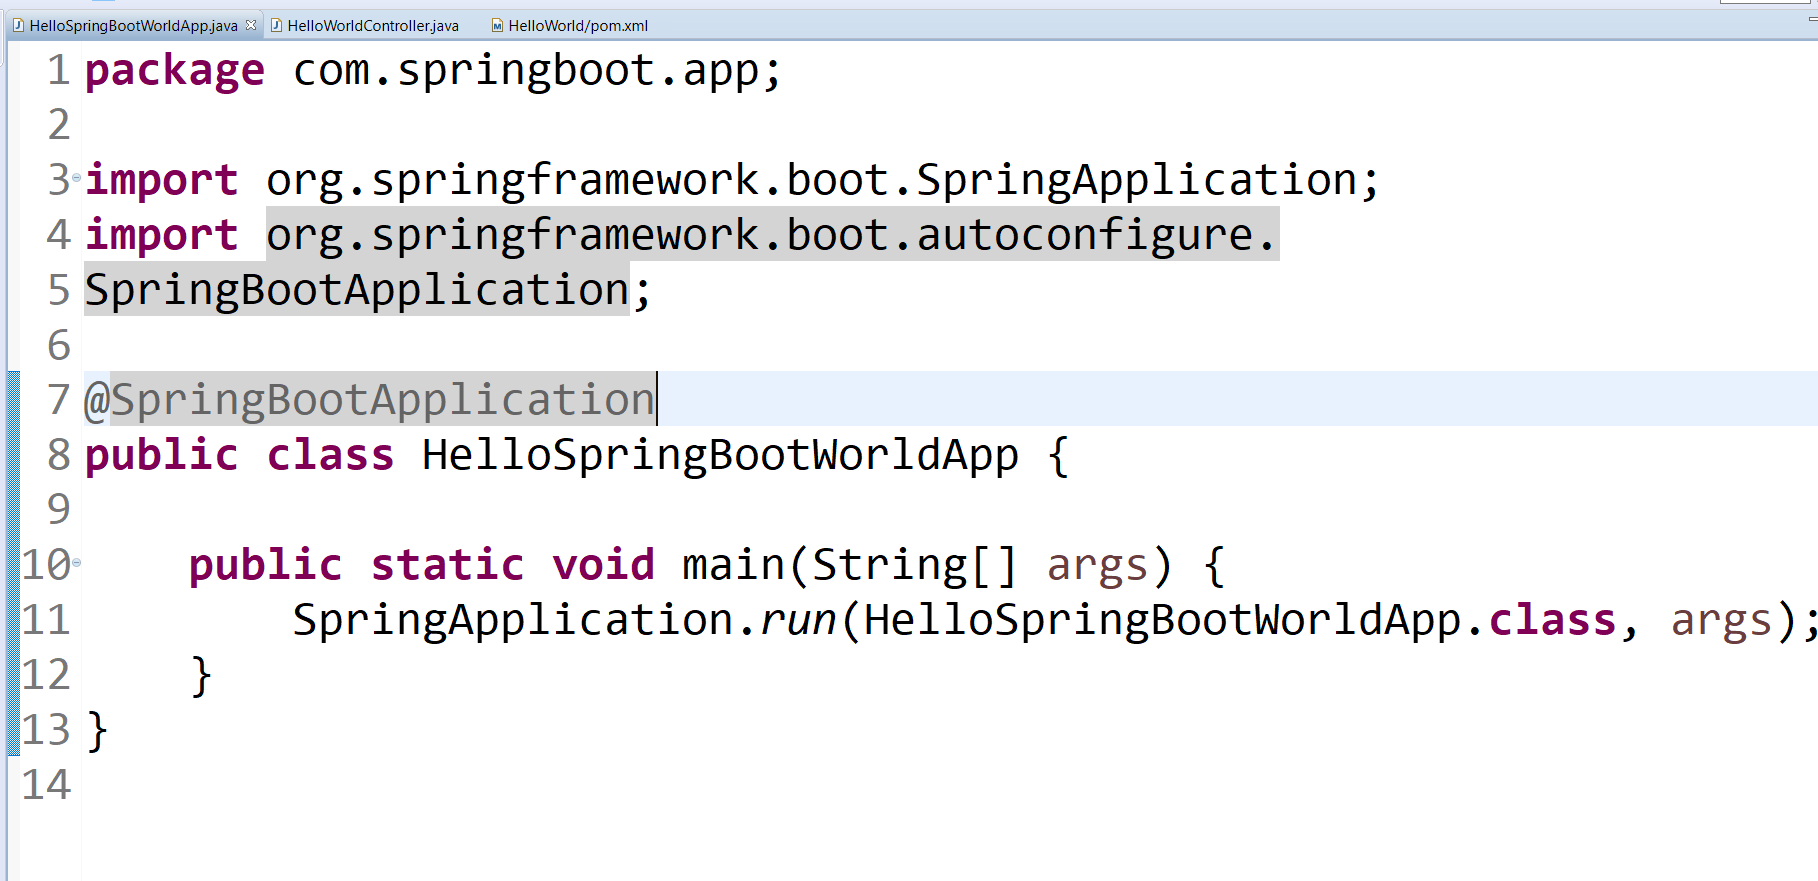 HelloSpringBootWorldApp.java HelloWorldController.java HelloWorld/pom.xml
1 package com.springboot.app;
2
3 import org.springframework.boot.SpringApplication;
4 import org.springframework.boot.autoconfigure.
5 SpringBootApplication;
6
7 @SpringBootApplication
8 public class HelloSpringBootWorldApp {
9
10     public static void main(String[] args) {
11         SpringApplication.run(HelloSpringBootWorldApp.class, args);
12     }
13 }
14